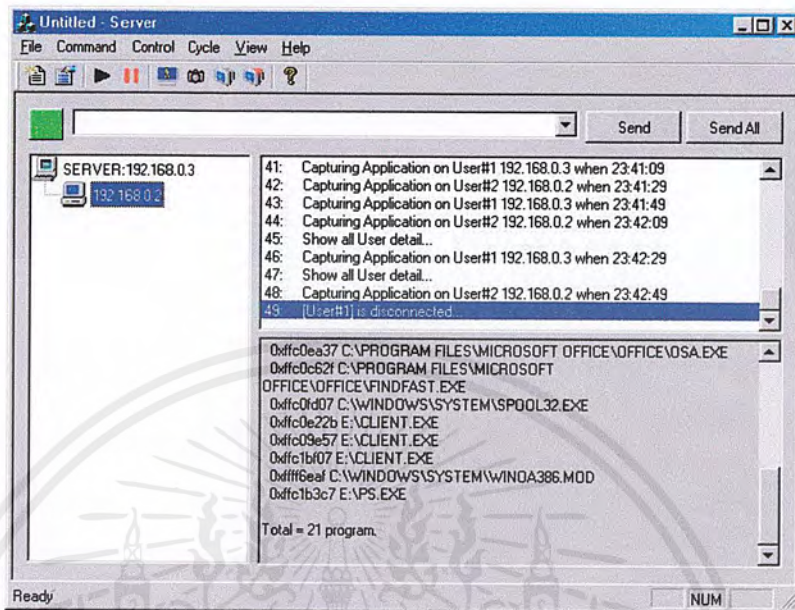 Untitled - Server
File Command Control Cycle View Help
Send
Send All
SERVER:192.168.0.3
192.168.0.2
41: Capturing Application on User#1 192.168.0.3 when 23:41:09
42: Capturing Application on User#2 192.168.0.2 when 23:41:29
43: Capturing Application on User#1 192.168.0.3 when 23:41:49
44: Capturing Application on User#2 192.168.0.2 when 23:42:09
45: Show all User detail...
46: Capturing Application on User#1 192.168.0.3 when 23:42:29
47: Show all User detail...
48: Capturing Application on User#2 192.168.0.2 when 23:42:49
49: [User#1] is disconnected...
0xffc0ea37 C:\PROGRAM FILES\MICROSOFT OFFICE\OFFICE\OSA.EXE
0xffc0c62f C:\PROGRAM FILES\MICROSOFT
OFFICE\OFFICE\FINDFAST.EXE
0xffc0fd07 C:\WINDOWS\SYSTEM\SPOOL32.EXE
0xffc0e22b E:\CLIENT.EXE
0xffc09e57 E:\CLIENT.EXE
0xffc1bf07 E:\CLIENT.EXE
0xffff6eaf C:\WINDOWS\SYSTEM\WINOA386.MOD
0xffc1b3c7 E:\PS.EXE
Total = 21 program.
Ready
NUM